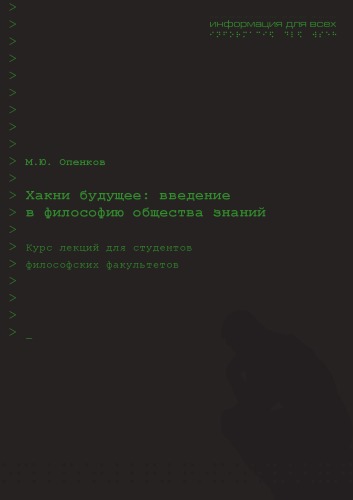 информация для всех
> М.Ю. Опенков
> Хакни будущее: введение
> в философию общества знаний
> Курс лекций для студентов
> философских факультетов
> _